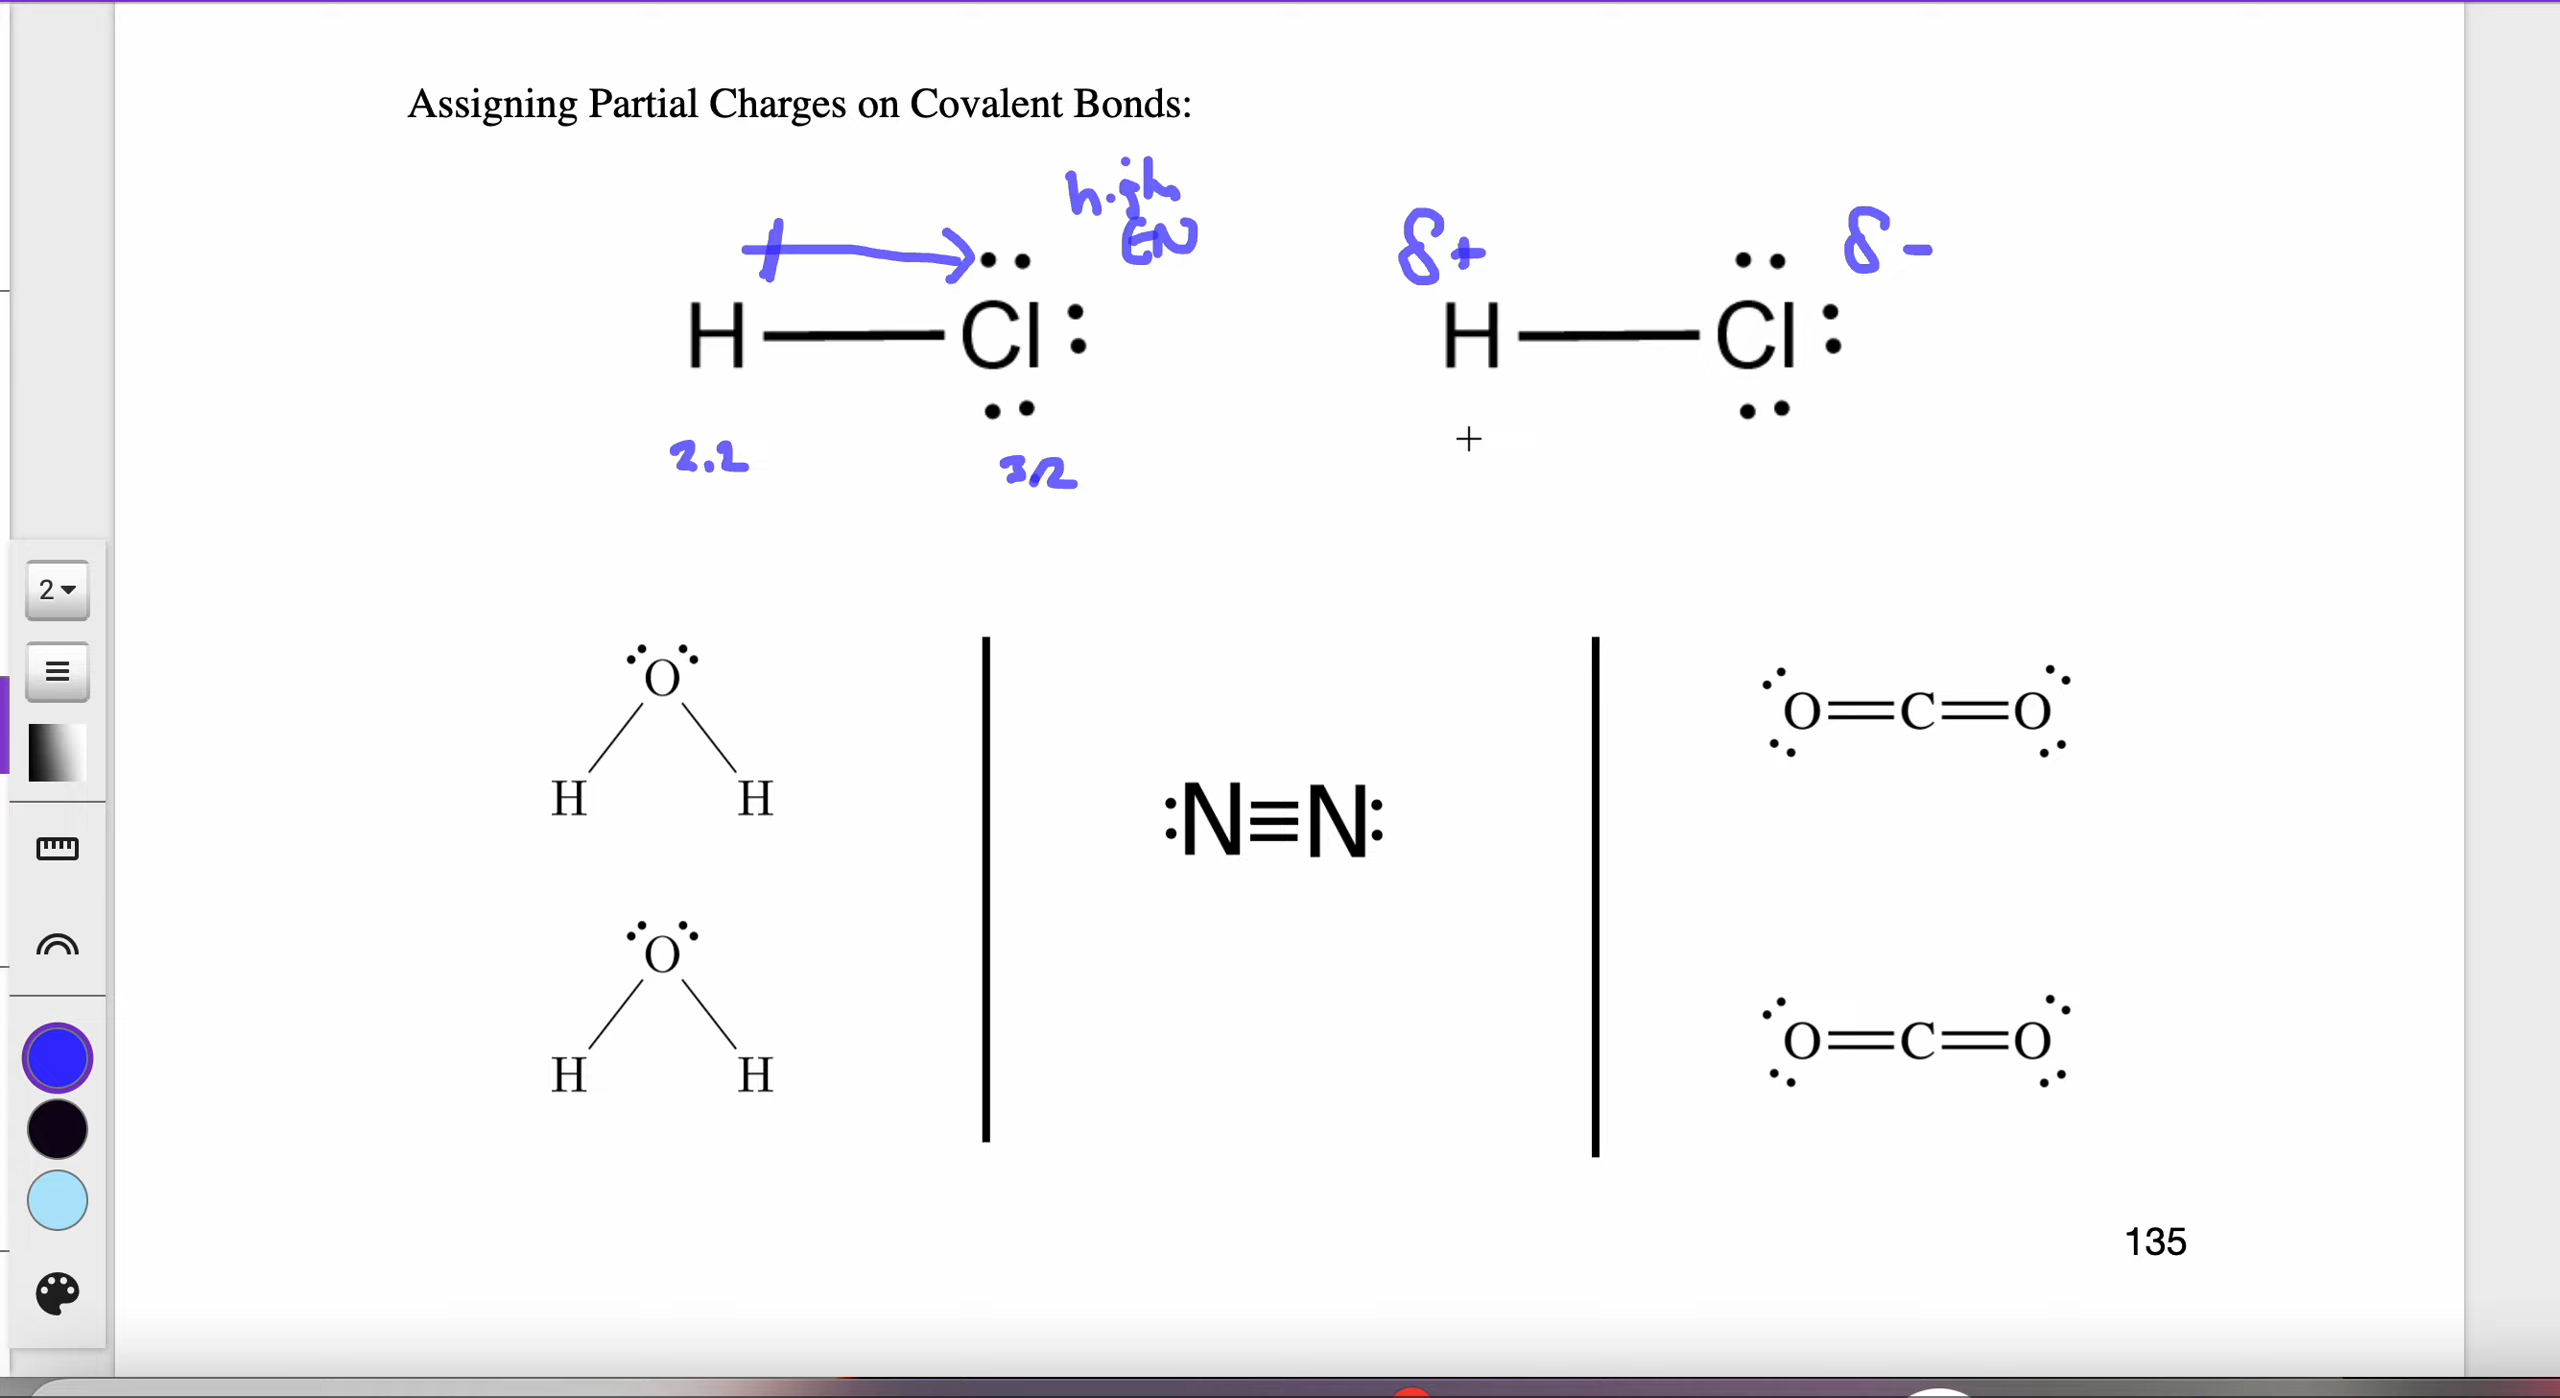 Assigning Partial Charges on Covalent Bonds:
high
EN
δ+
δ-
H Cl
H Cl
2.2
3.2
2
O
H H
:N≡N:
O=C=O
O
H H
O=C=O
135